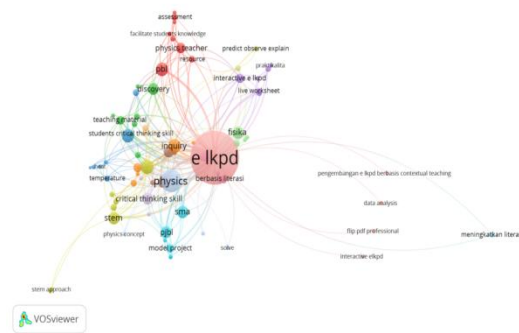 assessment
facilitate students knowledge
physics teacher
predict observe explain
resource
pbl
prakikalita
interactive e lkpd
discovery
live worksheet
teaching material
students critical thinking skill
fisika
inquiry
e lkpd
temperature
physics
berbasis literasi
pengembangan e lkpd berbasis contextual teaching
critical thinking skill
data analysis
stem
sma
physics concept
pjbl
solve
flip pdf professional
meningkatkan litera
model project
interactive elkpd
stem approach
VOSviewer